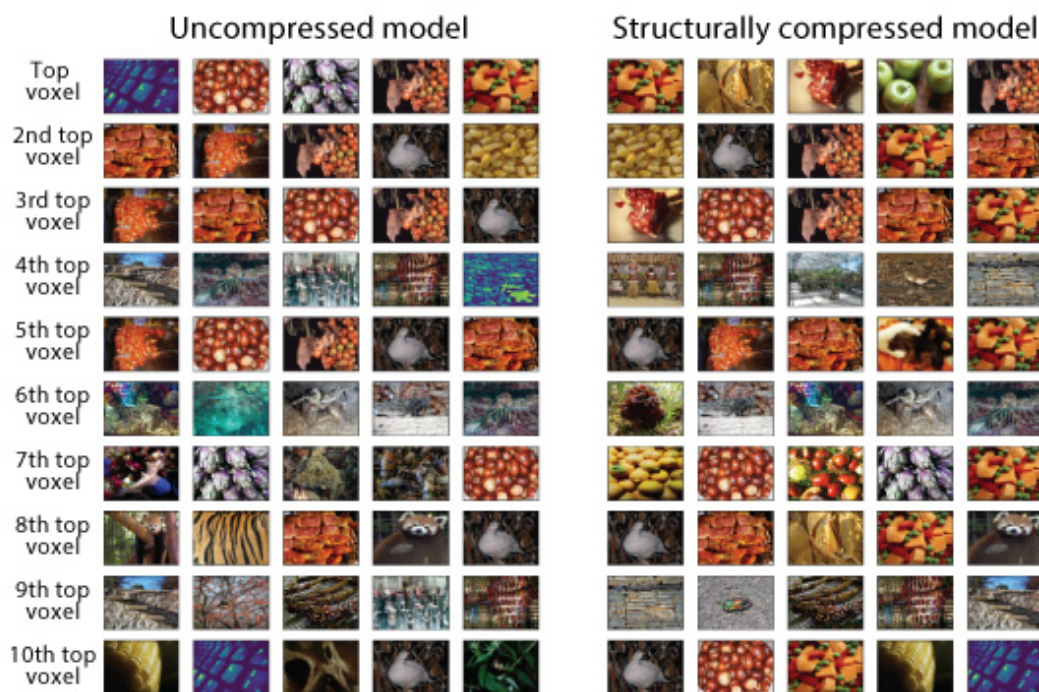 Uncompressed model
Structurally compressed model
Top
voxel
2nd top
voxel
3rd top
voxel
4th top
voxel
5th top
voxel
6th top
voxel
7th top
voxel
8th top
voxel
9th top
voxel
10th top
voxel